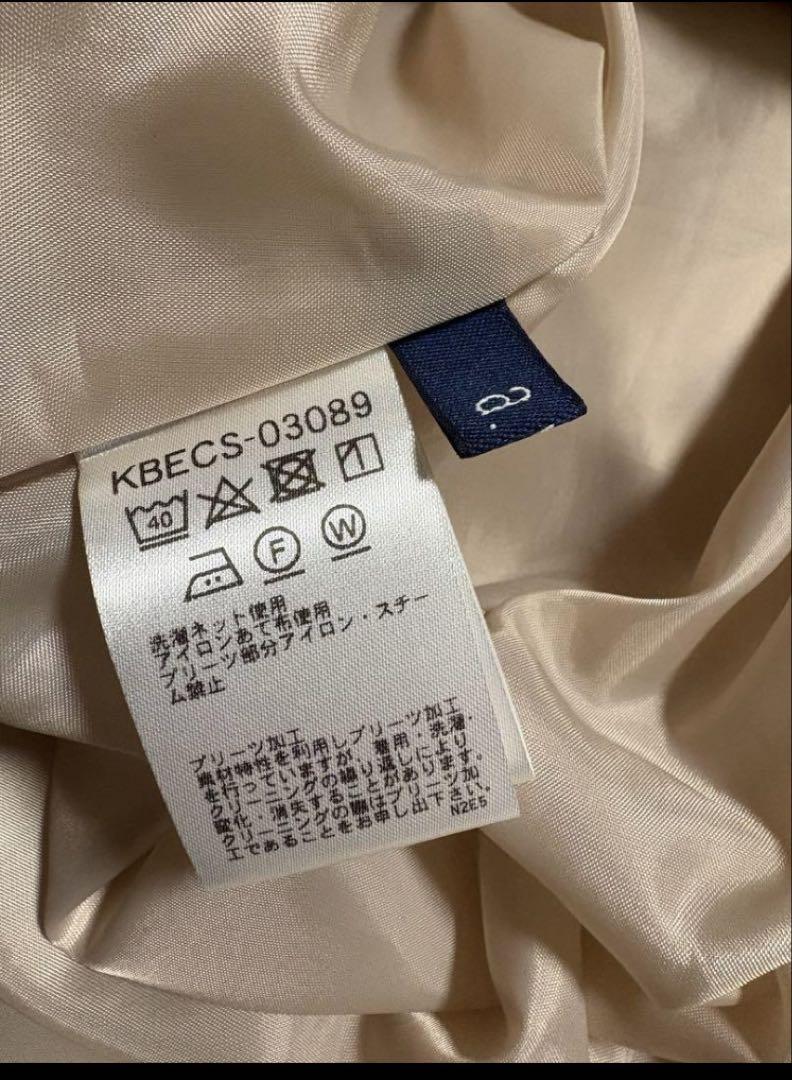 8
KBECS-03089
40
F W
洗濯ネット使用
アイロンあて布使用
プリーツ部分アイロン・スチー
ム禁止
プリーツ加工
素材特性を利用しプリーツ加工
を行っていますが、着用・洗濯・
クリーニングの繰り返しにより
変化・消失することがあります。
クリーニングの際はプリーツ加
工であることをお申し出下さい。
N2E5